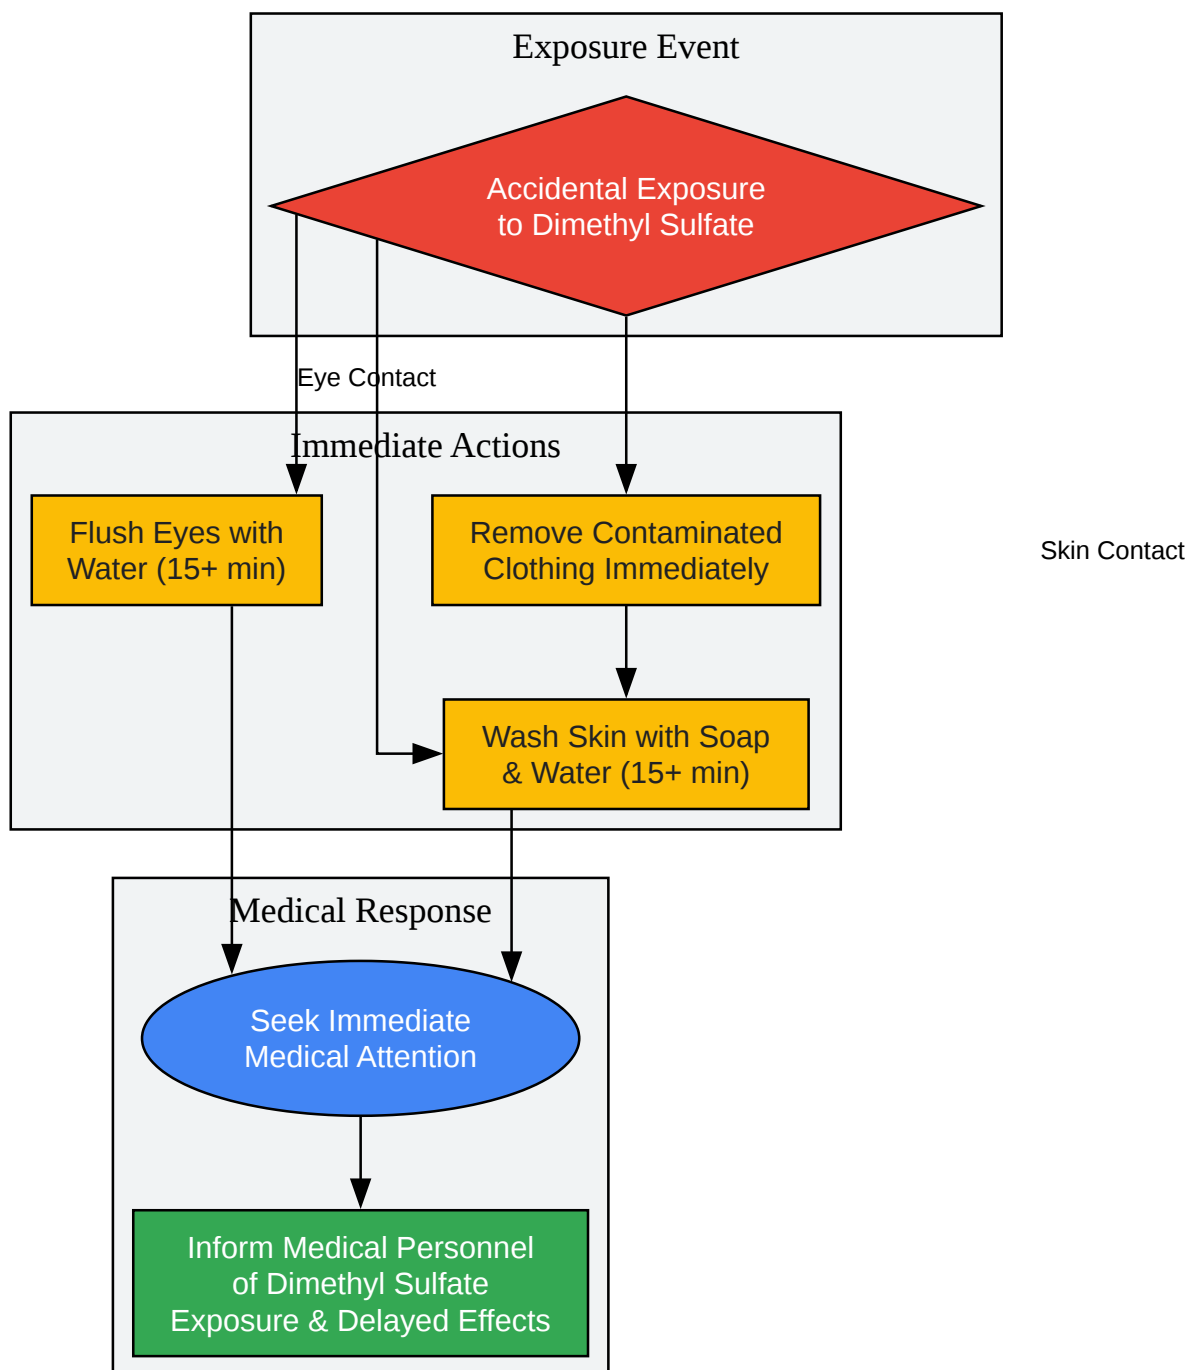 Exposure Event
Accidental Exposure
to Dimethyl Sulfate
Eye Contact
Immediate Actions
Flush Eyes with
Water (15+ min)
Remove Contaminated
Clothing Immediately
Skin Contact
Wash Skin with Soap
& Water (15+ min)
Medical Response
Seek Immediate
Medical Attention
Inform Medical Personnel
of Dimethyl Sulfate
Exposure & Delayed Effects